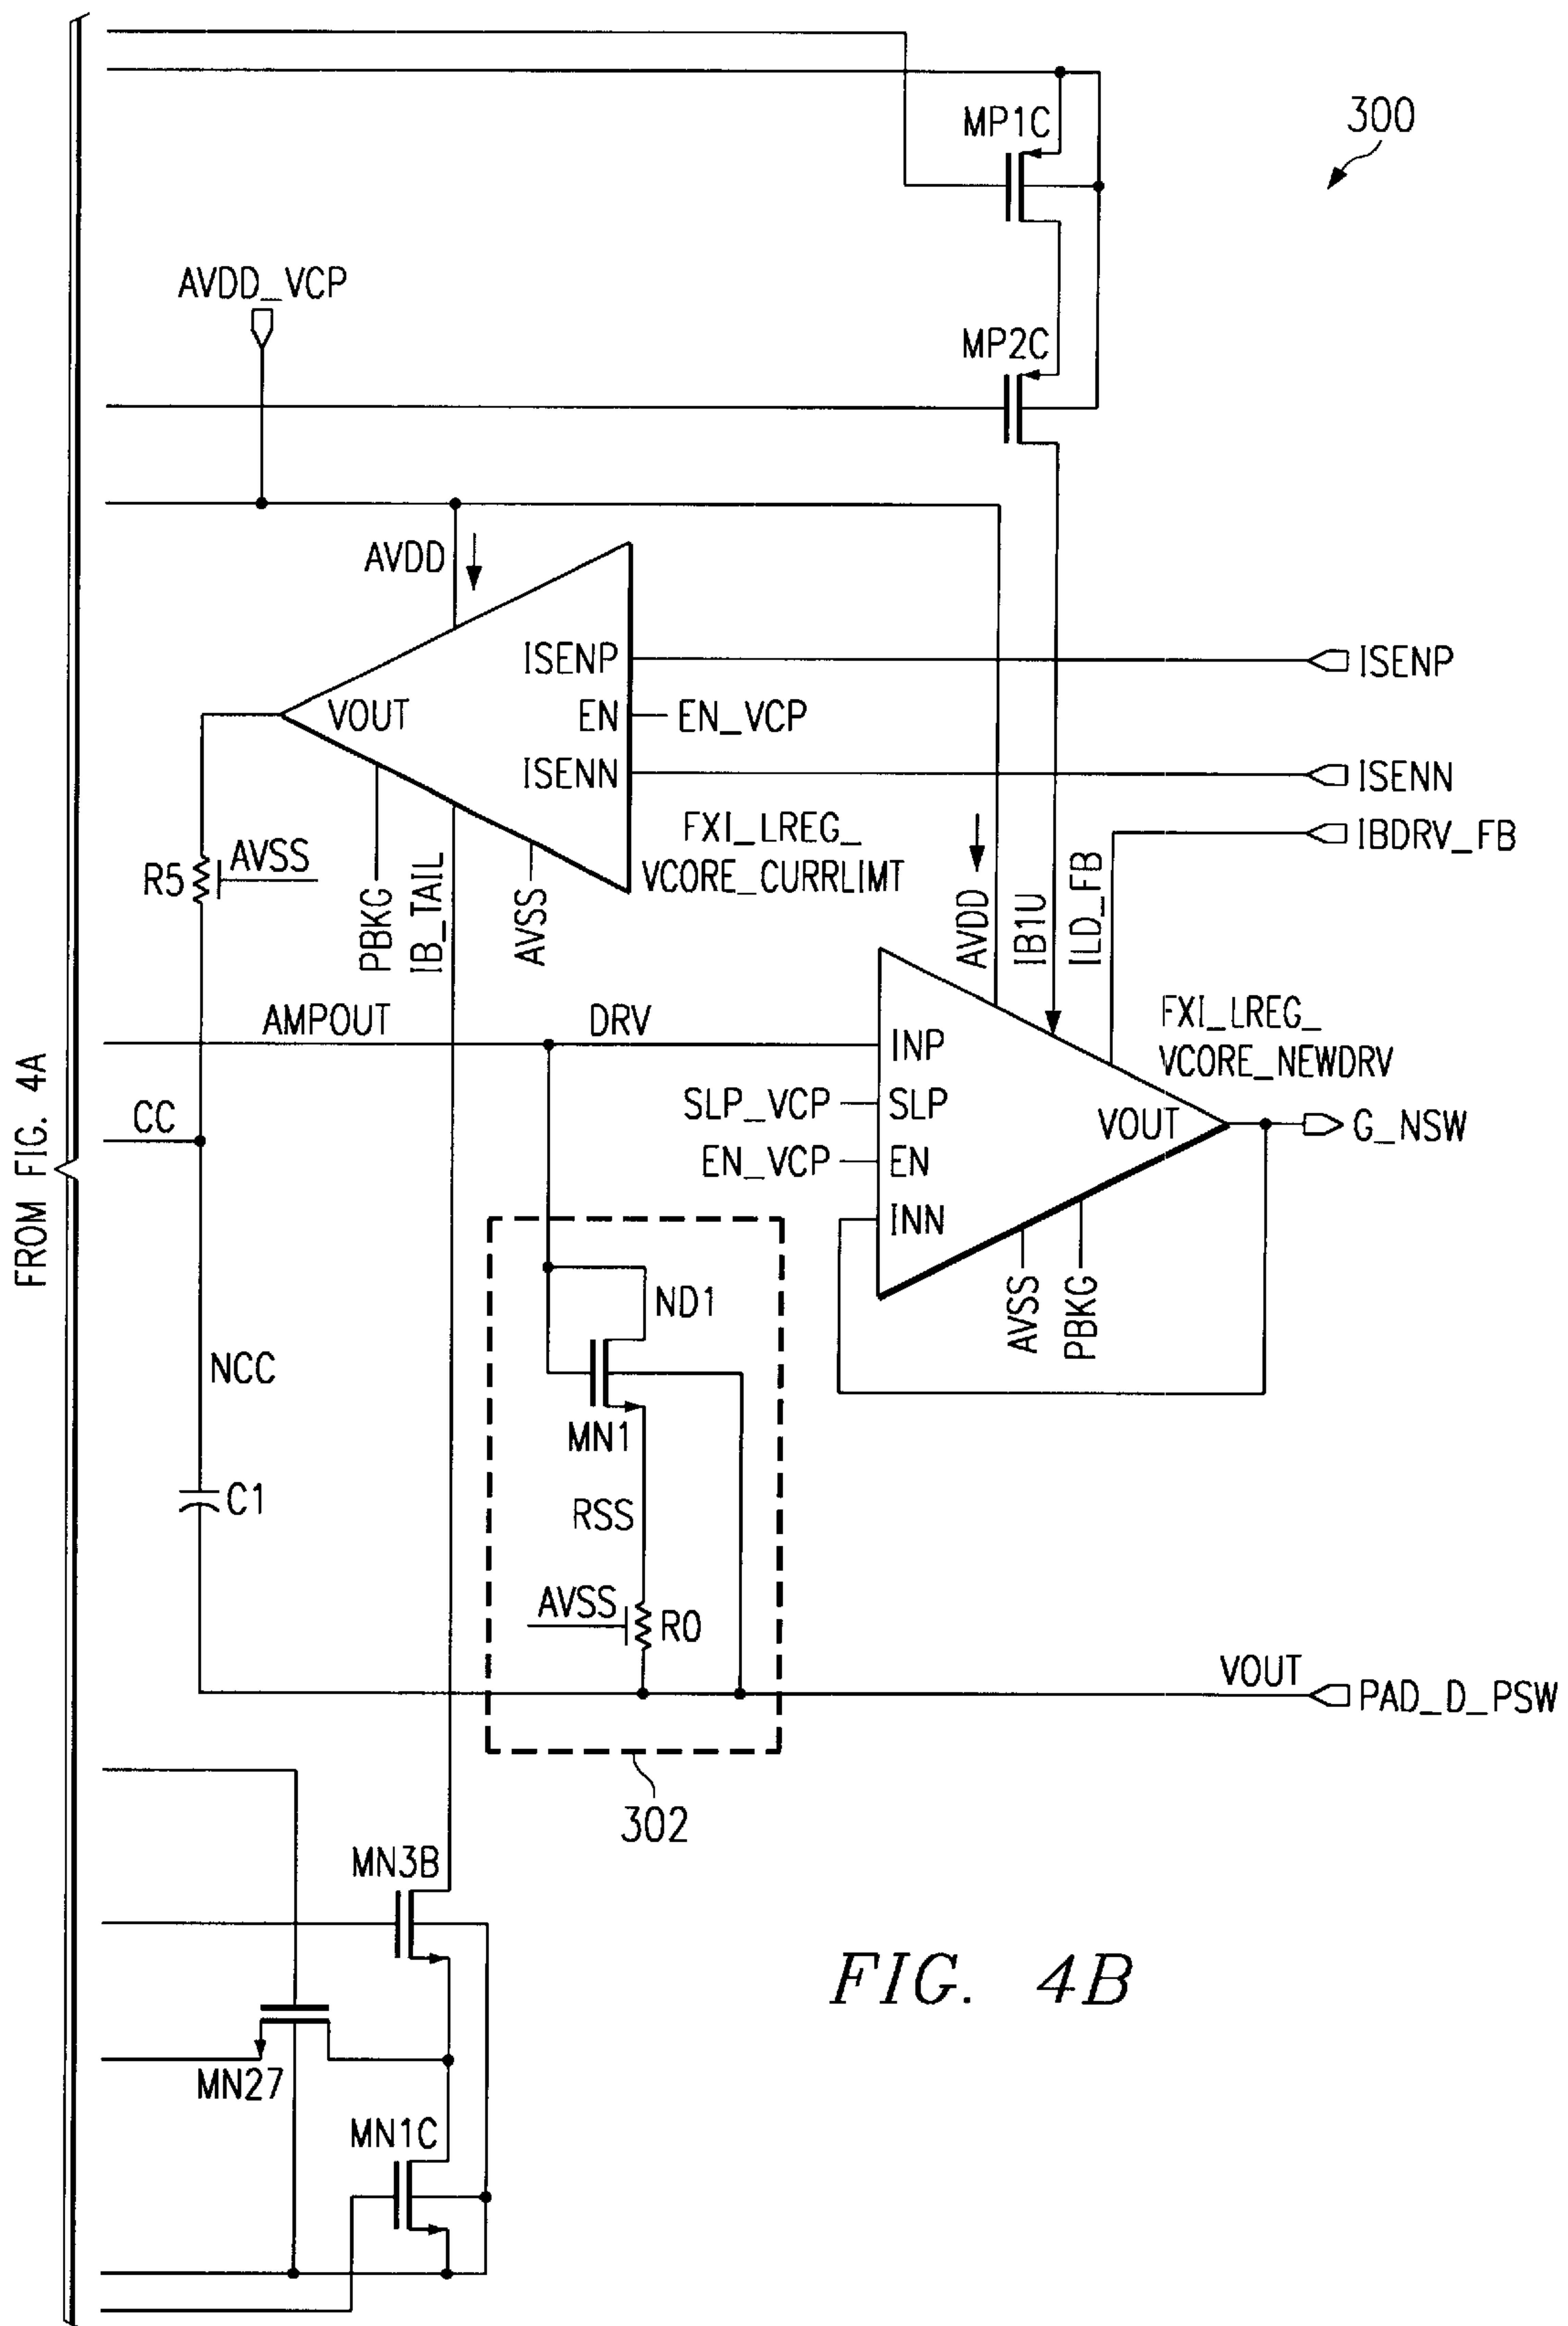 300
MP1C
AVDD_VCP
MP2C
AVDD
ISENP
ISENP
VOUT
EN
EN_VCP
ISENN
ISENN
FXI_LREG_
VCORE_CURRLIMT
IBDRV_FB
R5
AVSS
PBKG
IB_TAIL
AVSS
AVDD
IB1U
ILD_FB
FXI_LREG_
VCORE_NEWDRV
AMPOUT
DRV
INP
SLP_VCP
SLP
CC
VOUT
G_NSW
EN_VCP
EN
INN
FROM FIG. 4A
AVSS
PBKG
ND1
NCC
MN1
C1
RSS
AVSS
R0
VOUT
PAD_D_PSW
302
MN3B
MN27
MN1C
FIG. 4B